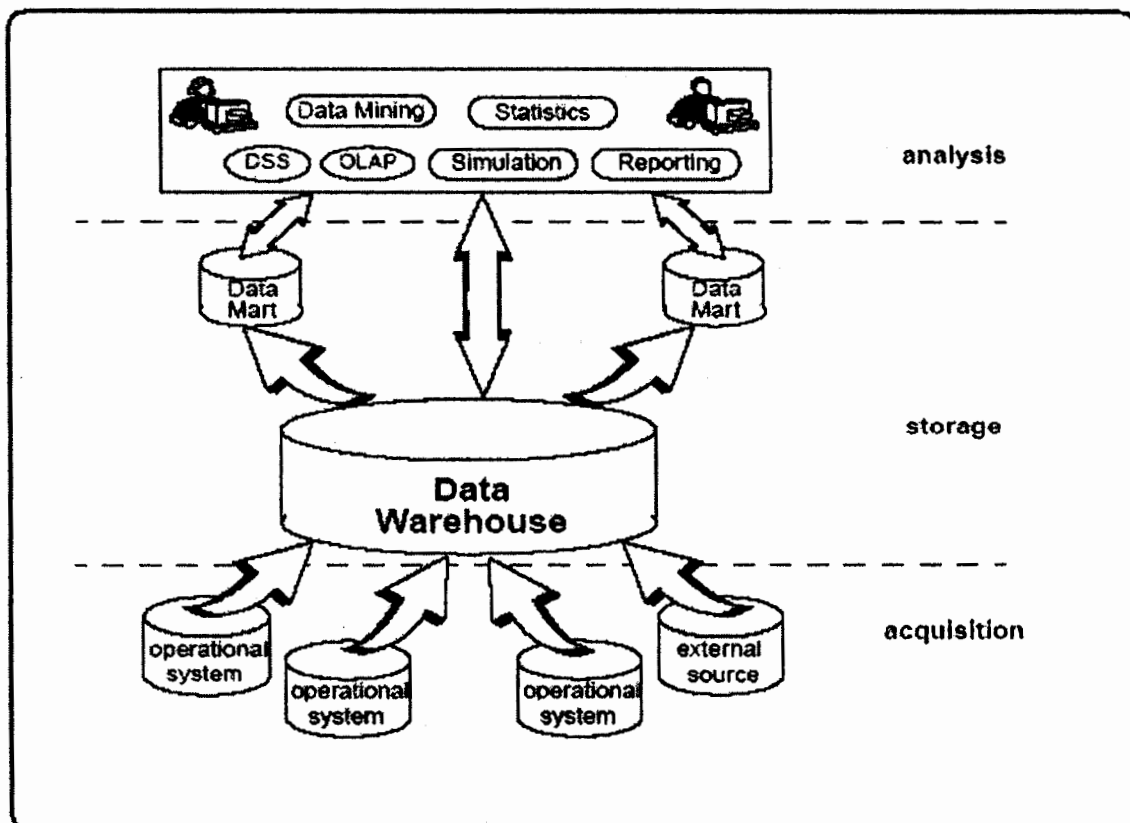 Data Mining
Statistics
DSS
OLAP
Simulation
Reporting
analysis
Data
Mart
Data
Mart
storage
Data
Warehouse
operational
system
operational
system
operational
system
external
source
acquisition